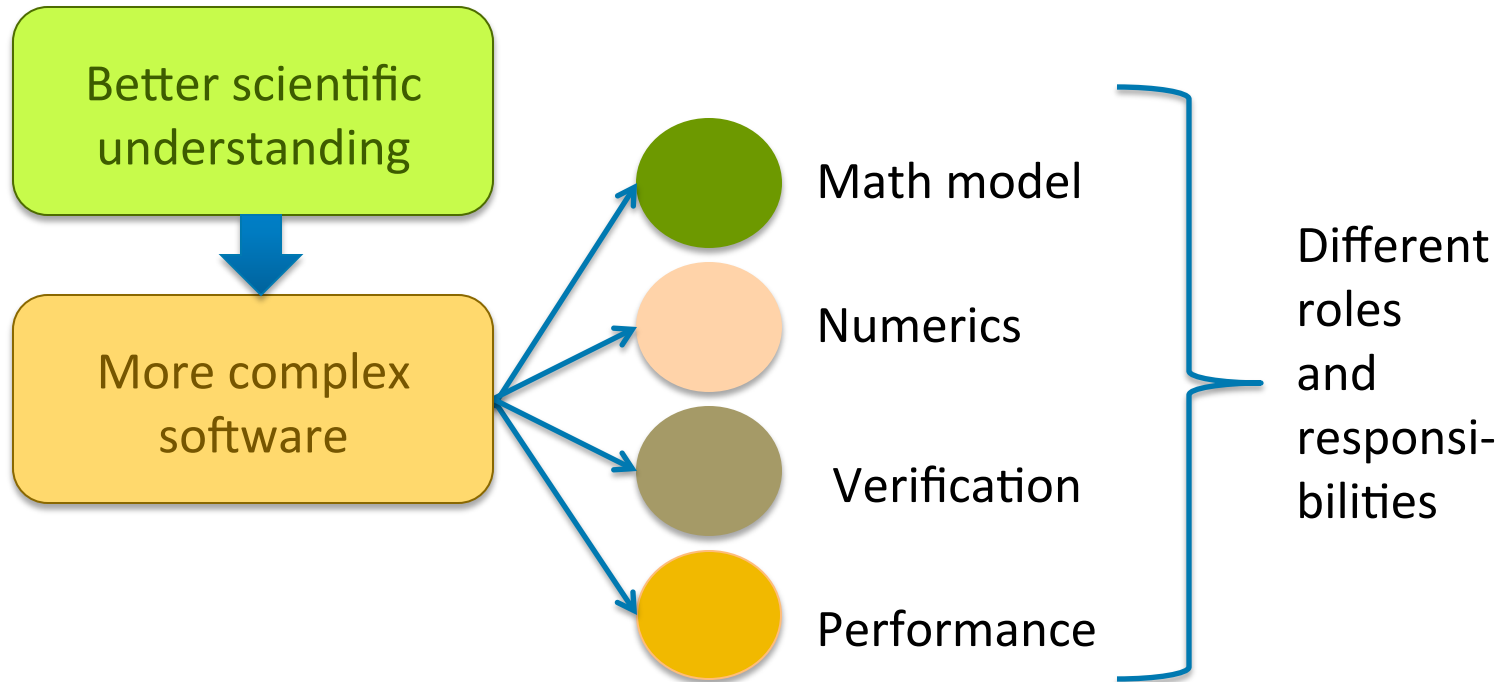 Better scientific
understanding
More complex
software
Math model
Numerics
Verification
Performance
Different
roles
and
responsi-
bilities